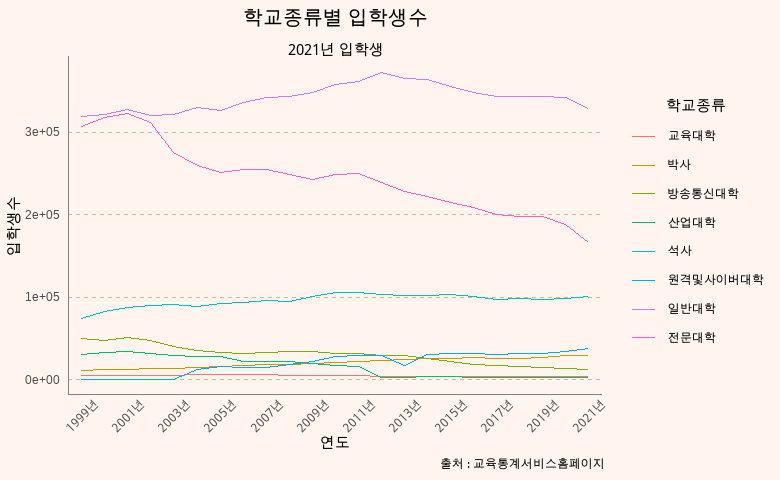 학교종류별 입학생수
2021년 입학생
입학생수
3e+05
2e+05
1e+05
0e+00
1999년
2001년
2003년
2005년
2007년
2009년
2011년
2013년
2015년
2017년
2019년
2021년
연도
학교종류
교육대학
박사
방송통신대학
산업대학
석사
원격및사이버대학
일반대학
전문대학
출처 : 교육통계서비스홈페이지